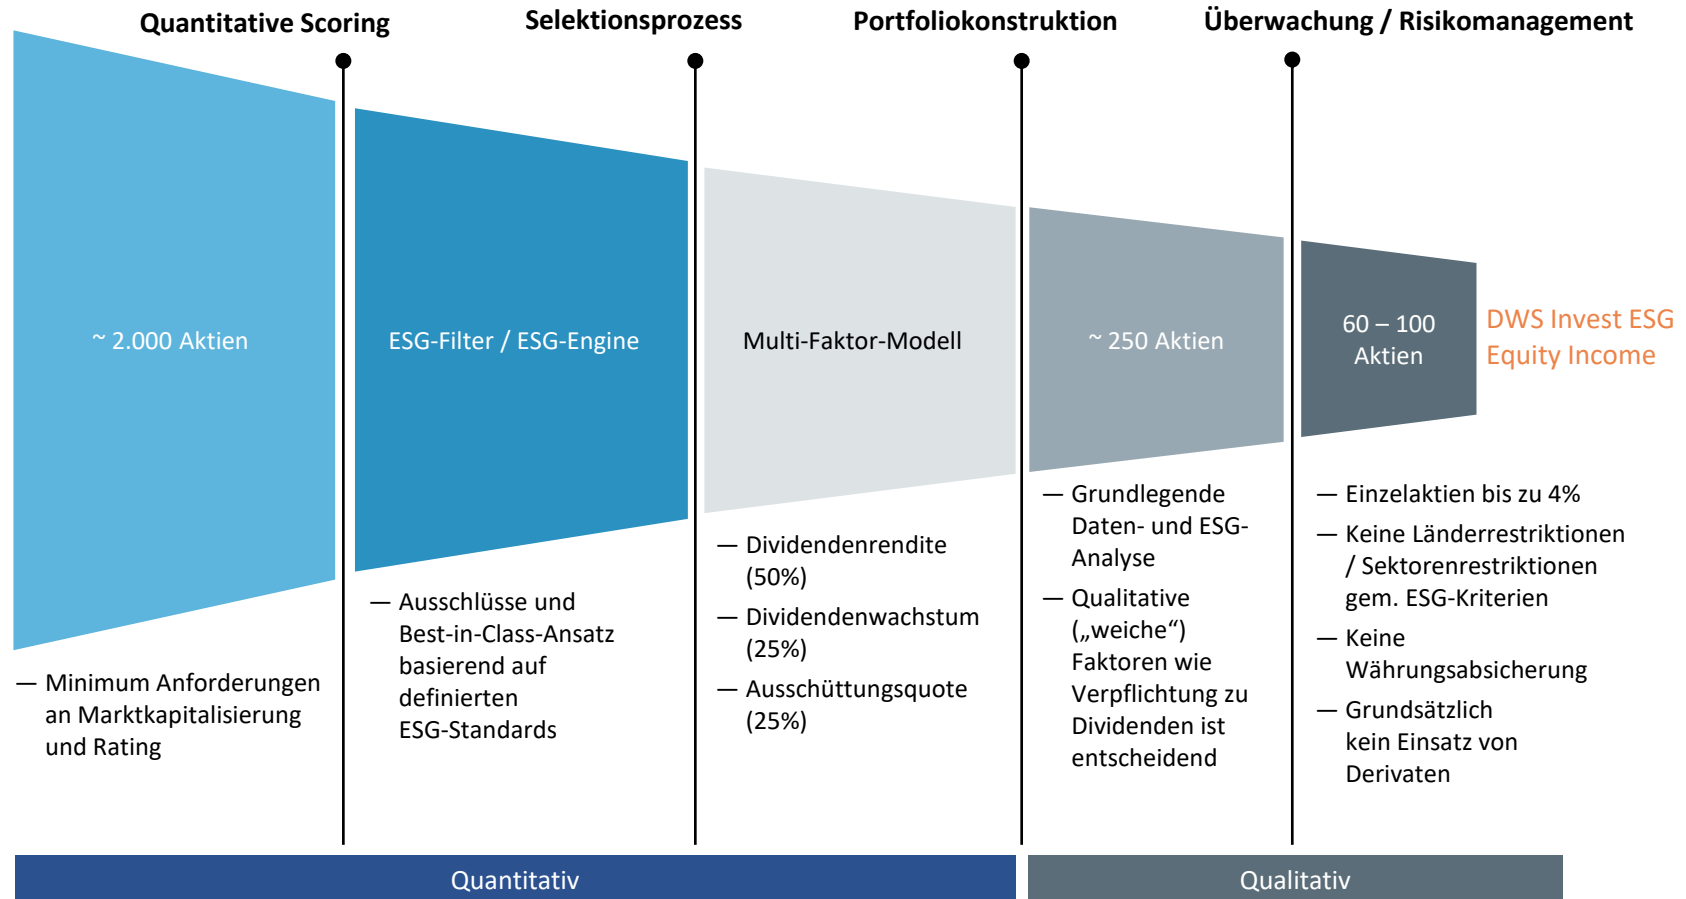 Quantitative Scoring
Selektionsprozess
Portfoliokonstruktion
Überwachung / Risikomanagement
~ 2.000 Aktien
ESG-Filter / ESG-Engine
Multi-Faktor-Modell
~ 250 Aktien
60 – 100
Aktien
DWS Invest ESG
Equity Income
— Minimum Anforderungen
an Marktkapitalisierung
und Rating
— Ausschlüsse und
Best-in-Class-Ansatz
basierend auf
definierten
ESG-Standards
— Dividendenrendite
(50%)
— Dividendenwachstum
(25%)
— Ausschüttungsquote
(25%)
— Grundlegende
Daten- und ESG-
Analyse
— Qualitative
(„weiche“)
Faktoren wie
Verpflichtung zu
Dividenden ist
entscheidend
— Einzelaktien bis zu 4%
— Keine Länderrestriktionen
/ Sektorenrestriktionen
gem. ESG-Kriterien
— Keine
Währungsabsicherung
— Grundsätzlich
kein Einsatz von
Derivaten
Quantitativ
Qualitativ